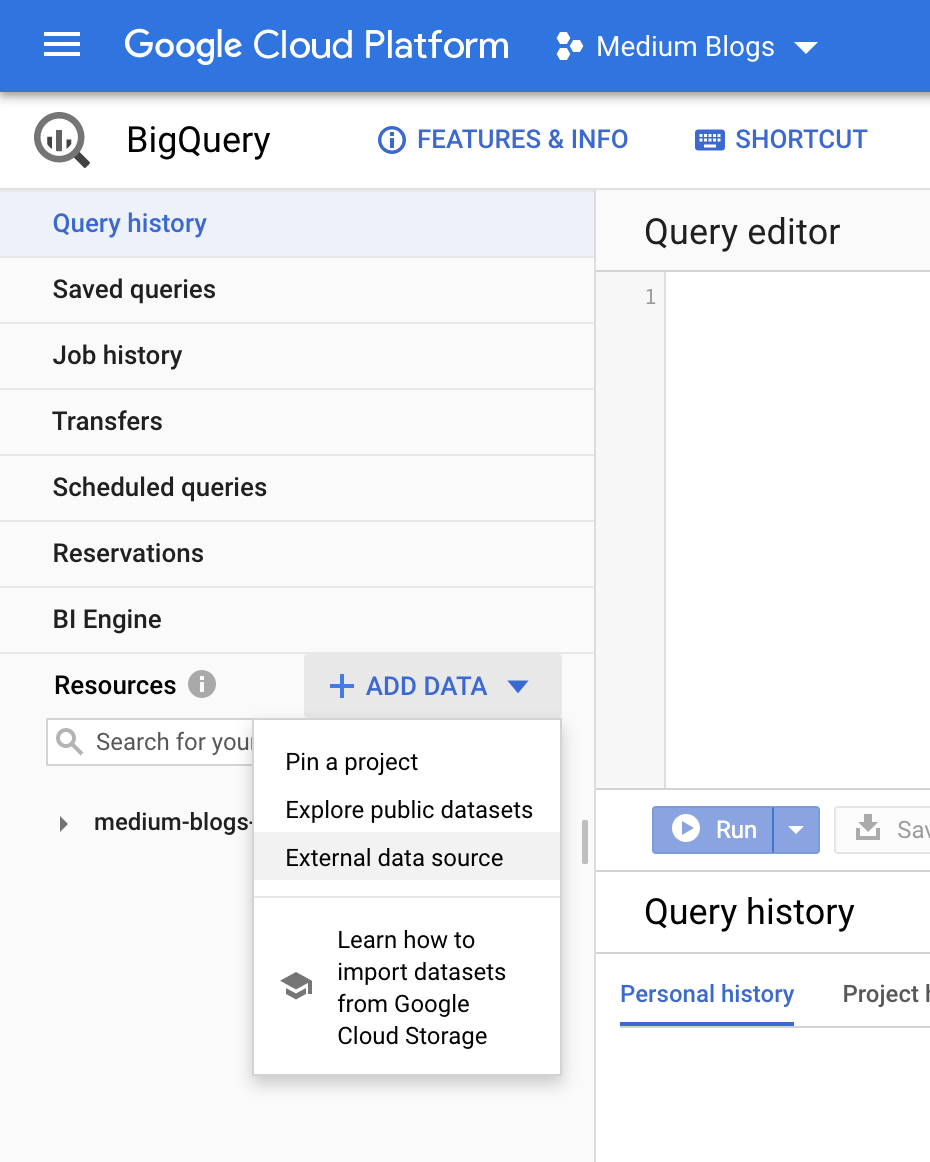 Google Cloud Platform Medium Blogs
BigQuery FEATURES & INFO SHORTCUT
Query history
Saved queries
Job history
Transfers
Scheduled queries
Reservations
BI Engine
Resources ADD DATA
Search for your
Pin a project
Explore public datasets
External data source
Learn how to
import datasets
from Google
Cloud Storage
medium-blogs-
Query editor
1
Run Sav
Query history
Personal history Project h